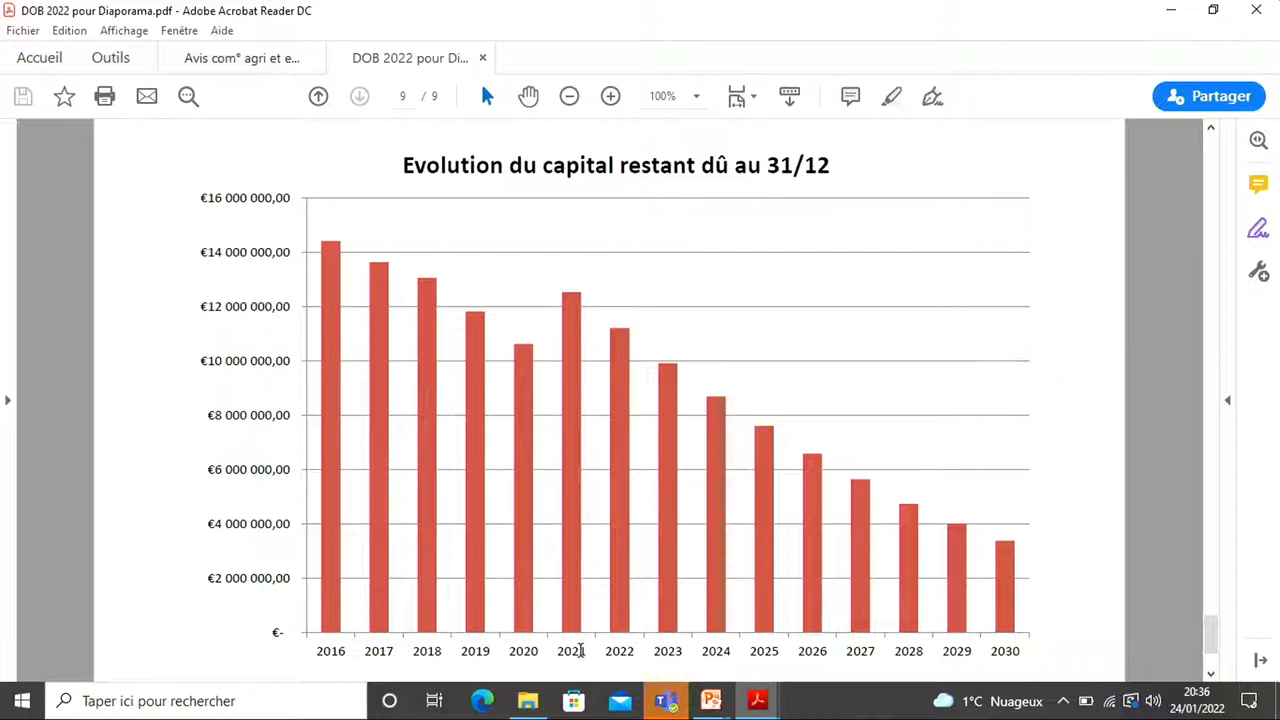 DOB 2022 pour Diaporama.pdf - Adobe Acrobat Reader DC
Fichier Edition Affichage Fenêtre Aide
Accueil Outils Avis com° agri et e... DOB 2022 pour Di... ×
9 / 9 100% Partager
Evolution du capital restant dû au 31/12
€16 000 000,00
€14 000 000,00
€12 000 000,00
€10 000 000,00
€8 000 000,00
€6 000 000,00
€4 000 000,00
€2 000 000,00
€-
2016 2017 2018 2019 2020 2021 2022 2023 2024 2025 2026 2027 2028 2029 2030
Taper ici pour rechercher 1°C Nuageux 20:36
24/01/2022